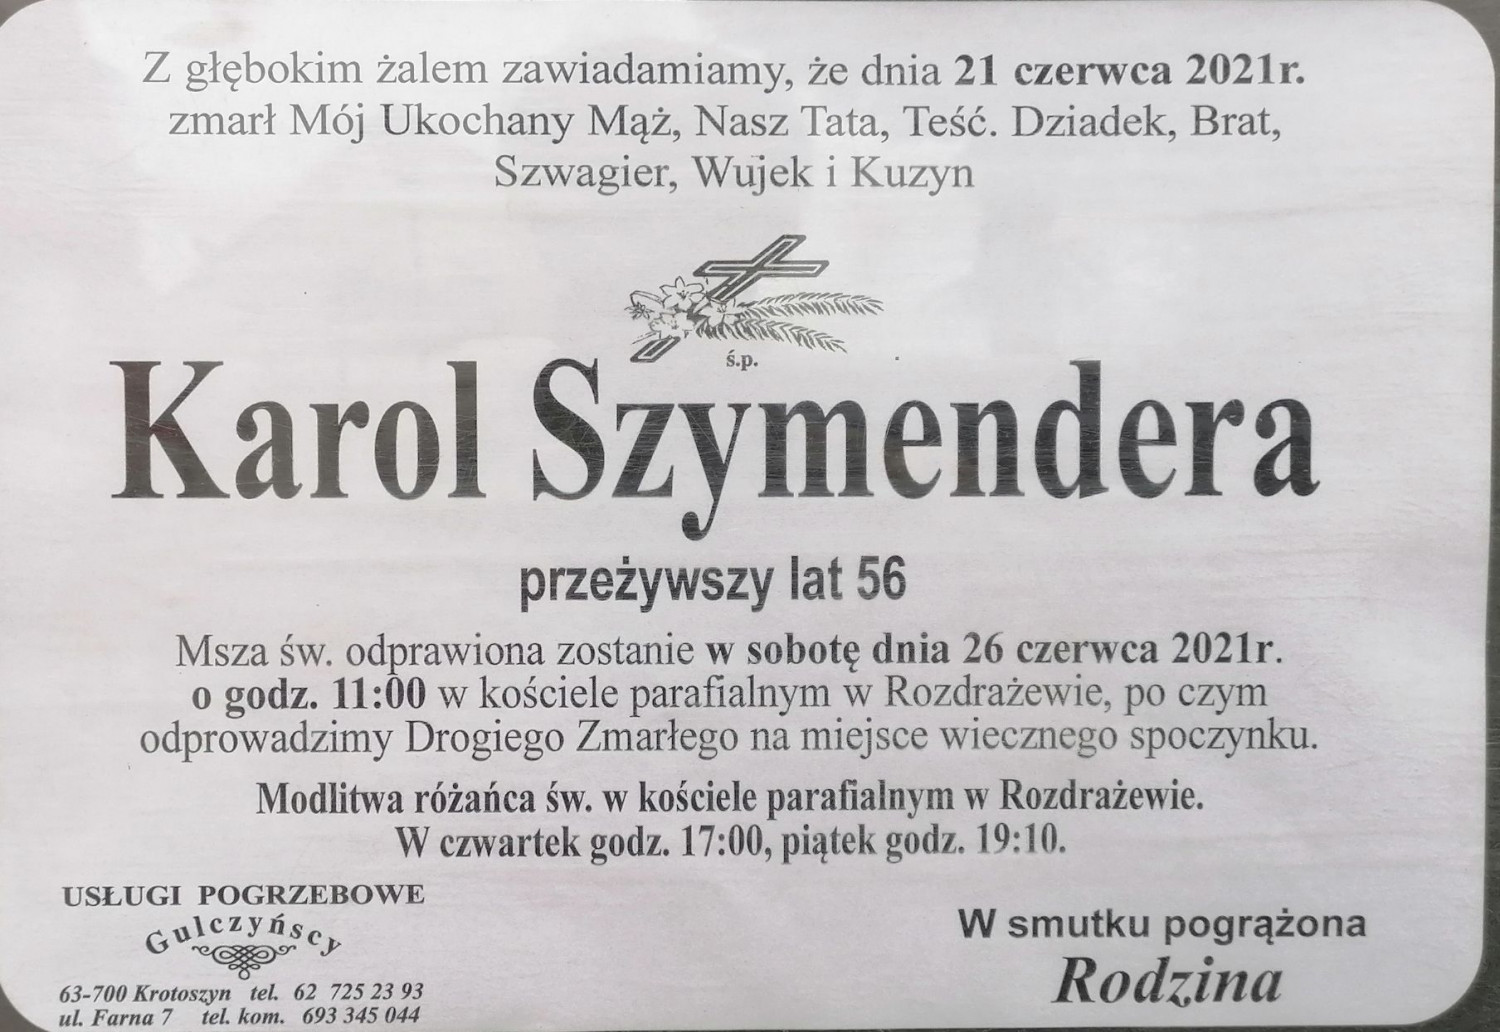 Z głębokim żalem zawiadamiamy, że dnia 21 czerwca 2021r.
zmarł Mój Ukochany Mąż, Nasz Tata, Teść. Dziadek, Brat,
Szwagier, Wujek i Kuzyn
ś.p.
Karol Szymendera
przeżywszy lat 56
Msza św. odprawiona zostanie w sobotę dnia 26 czerwca 2021r.
o godz. 11:00 w kościele parafialnym w Rozdrażewie, po czym
odprowadzimy Drogiego Zmarłego na miejsce wiecznego spoczynku.
Modlitwa różańca św. w kościele parafialnym w Rozdrażewie.
W czwartek godz. 17:00, piątek godz. 19:10.
USŁUGI POGRZEBOWE
Gulczyńscy
63-700 Krotoszyn tel. 62 725 23 93
ul. Farna 7 tel. kom. 693 345 044
W smutku pogrążona
Rodzina